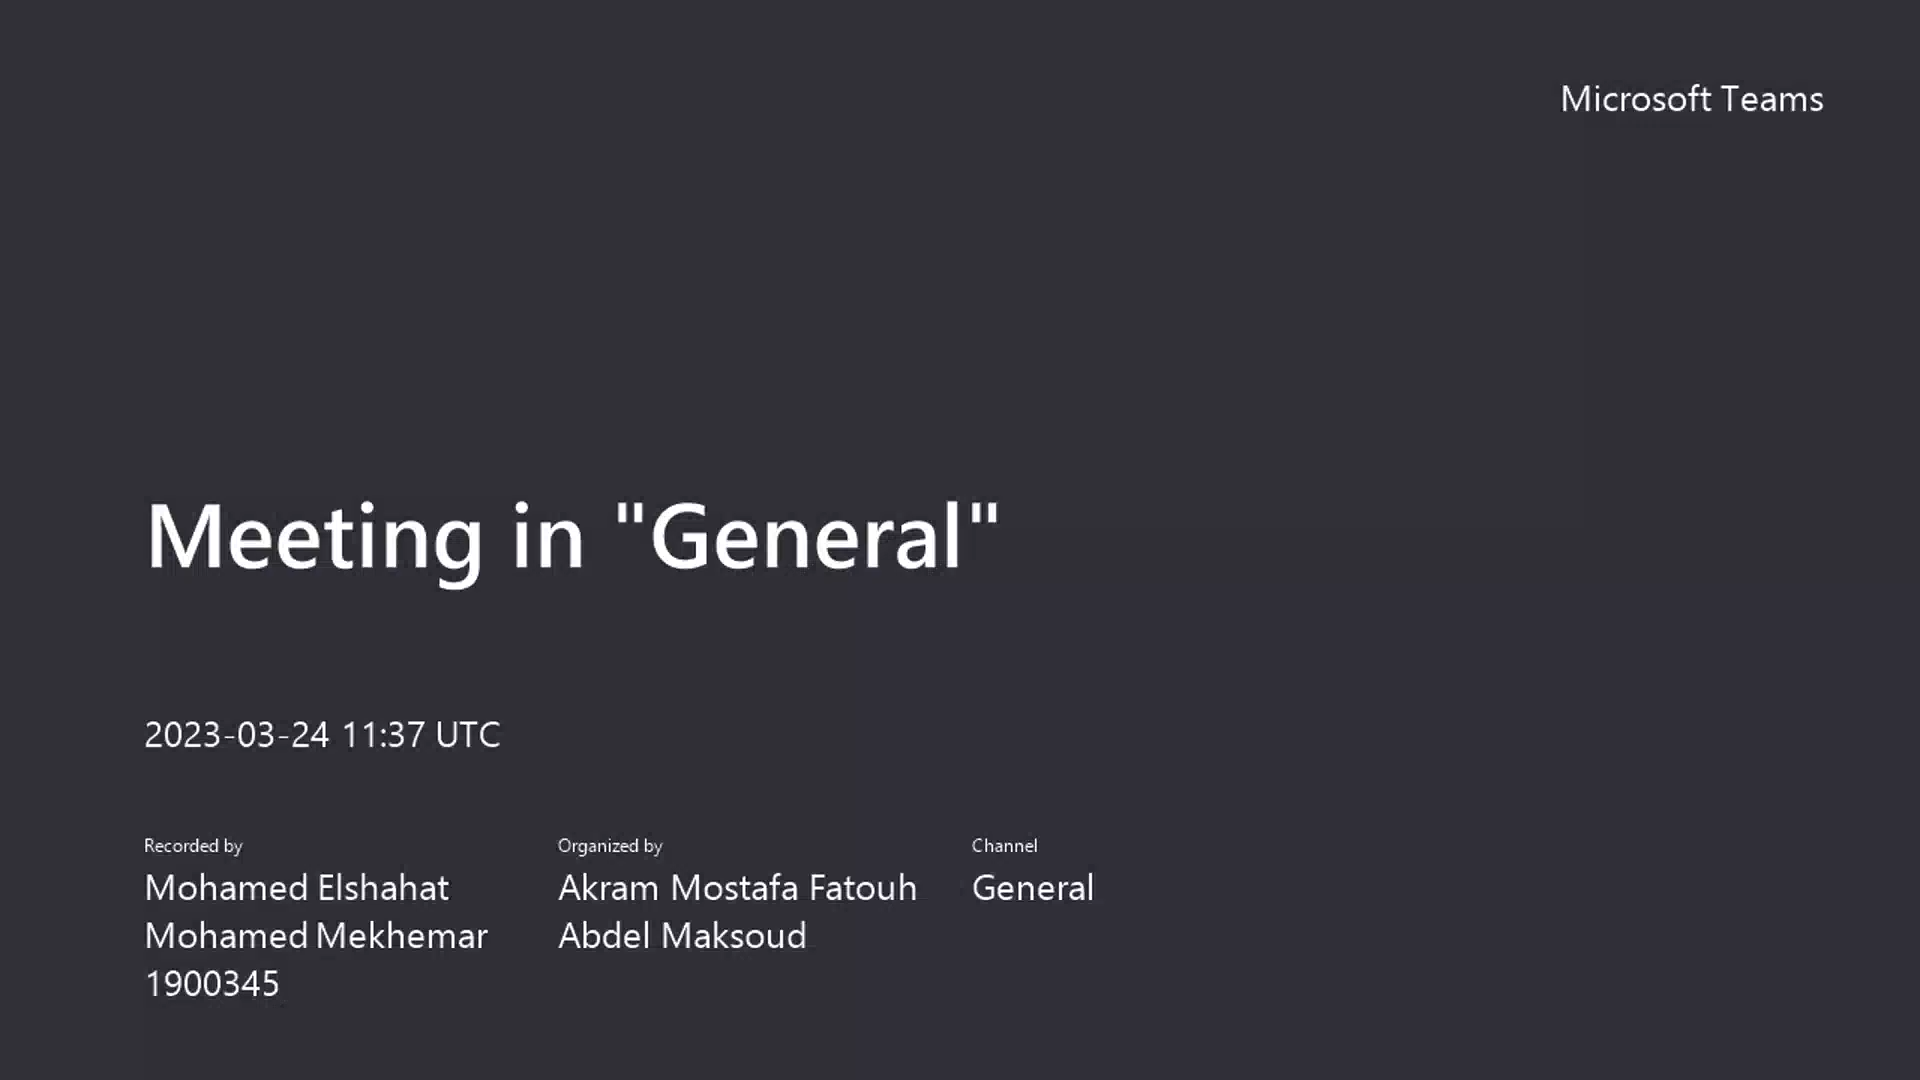 Microsoft Teams
Meeting in "General"
2023-03-24 11:37 UTC
Recorded by
Mohamed Elshahat
Mohamed Mekhemar
1900345
Organized by
Akram Mostafa Fatouh
Abdel Maksoud
Channel
General